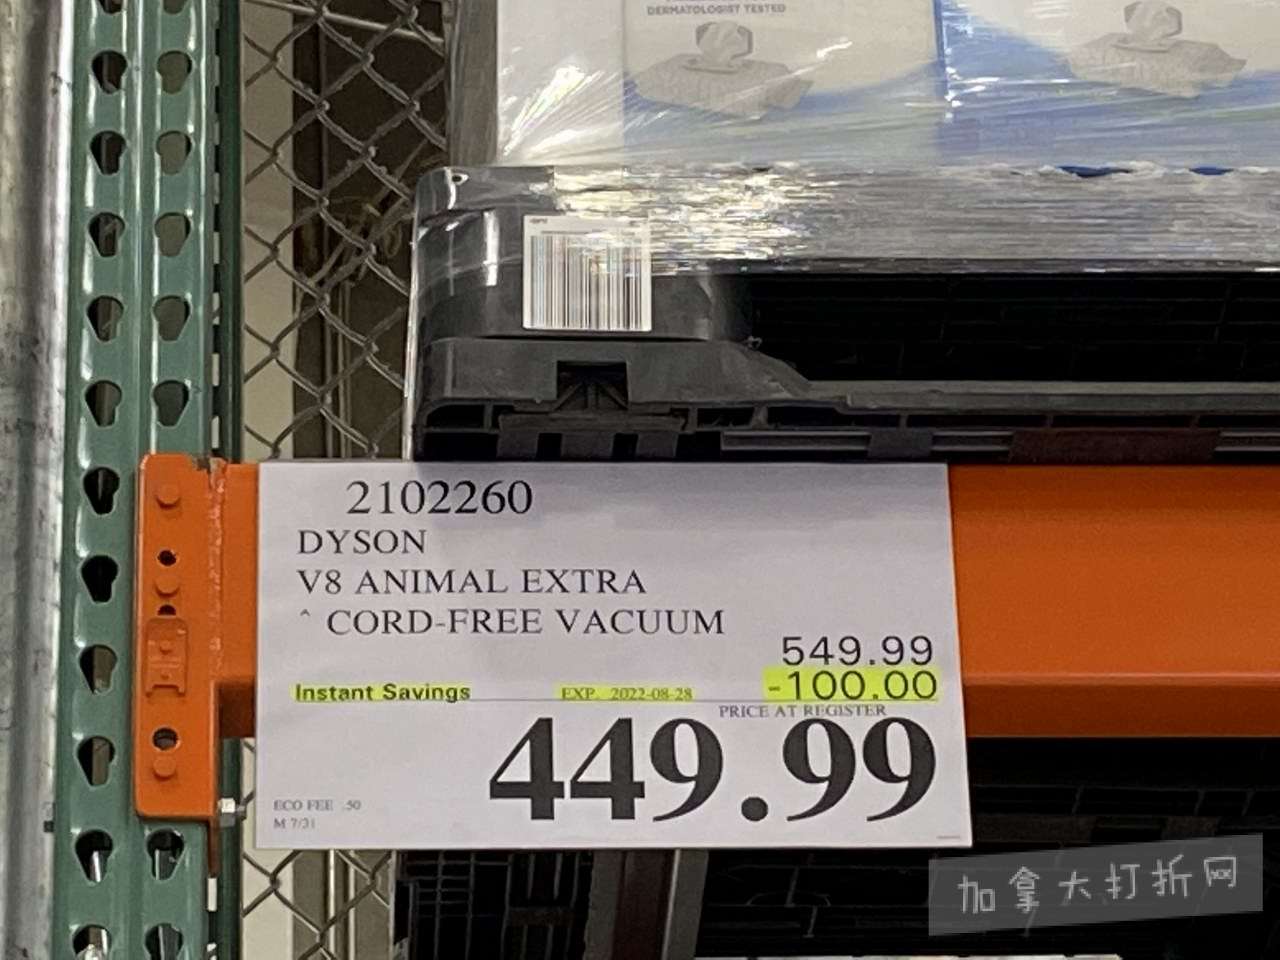 DERMATOLOGIST TESTED
2102260
DYSON
V8 ANIMAL EXTRA
^ CORD-FREE VACUUM
549.99
Instant Savings EXP. 2022-08-28 -100.00
PRICE AT REGISTER
449.99
ECO FEE .50
M 7/31
加拿大打折网